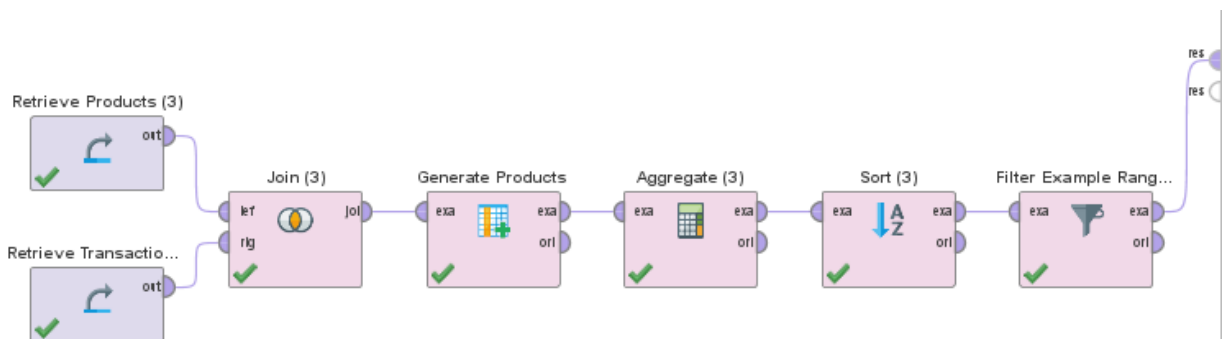 res
res
Retrieve Products (3)
out
Join (3)
Generate Products
Aggregate (3)
Sort (3)
Filter Example Rang...
lef
joi
exa
exa
exa
exa
exa
exa
exa
exa
rig
ori
ori
ori
ori
Retrieve Transactio...
out
A
Z